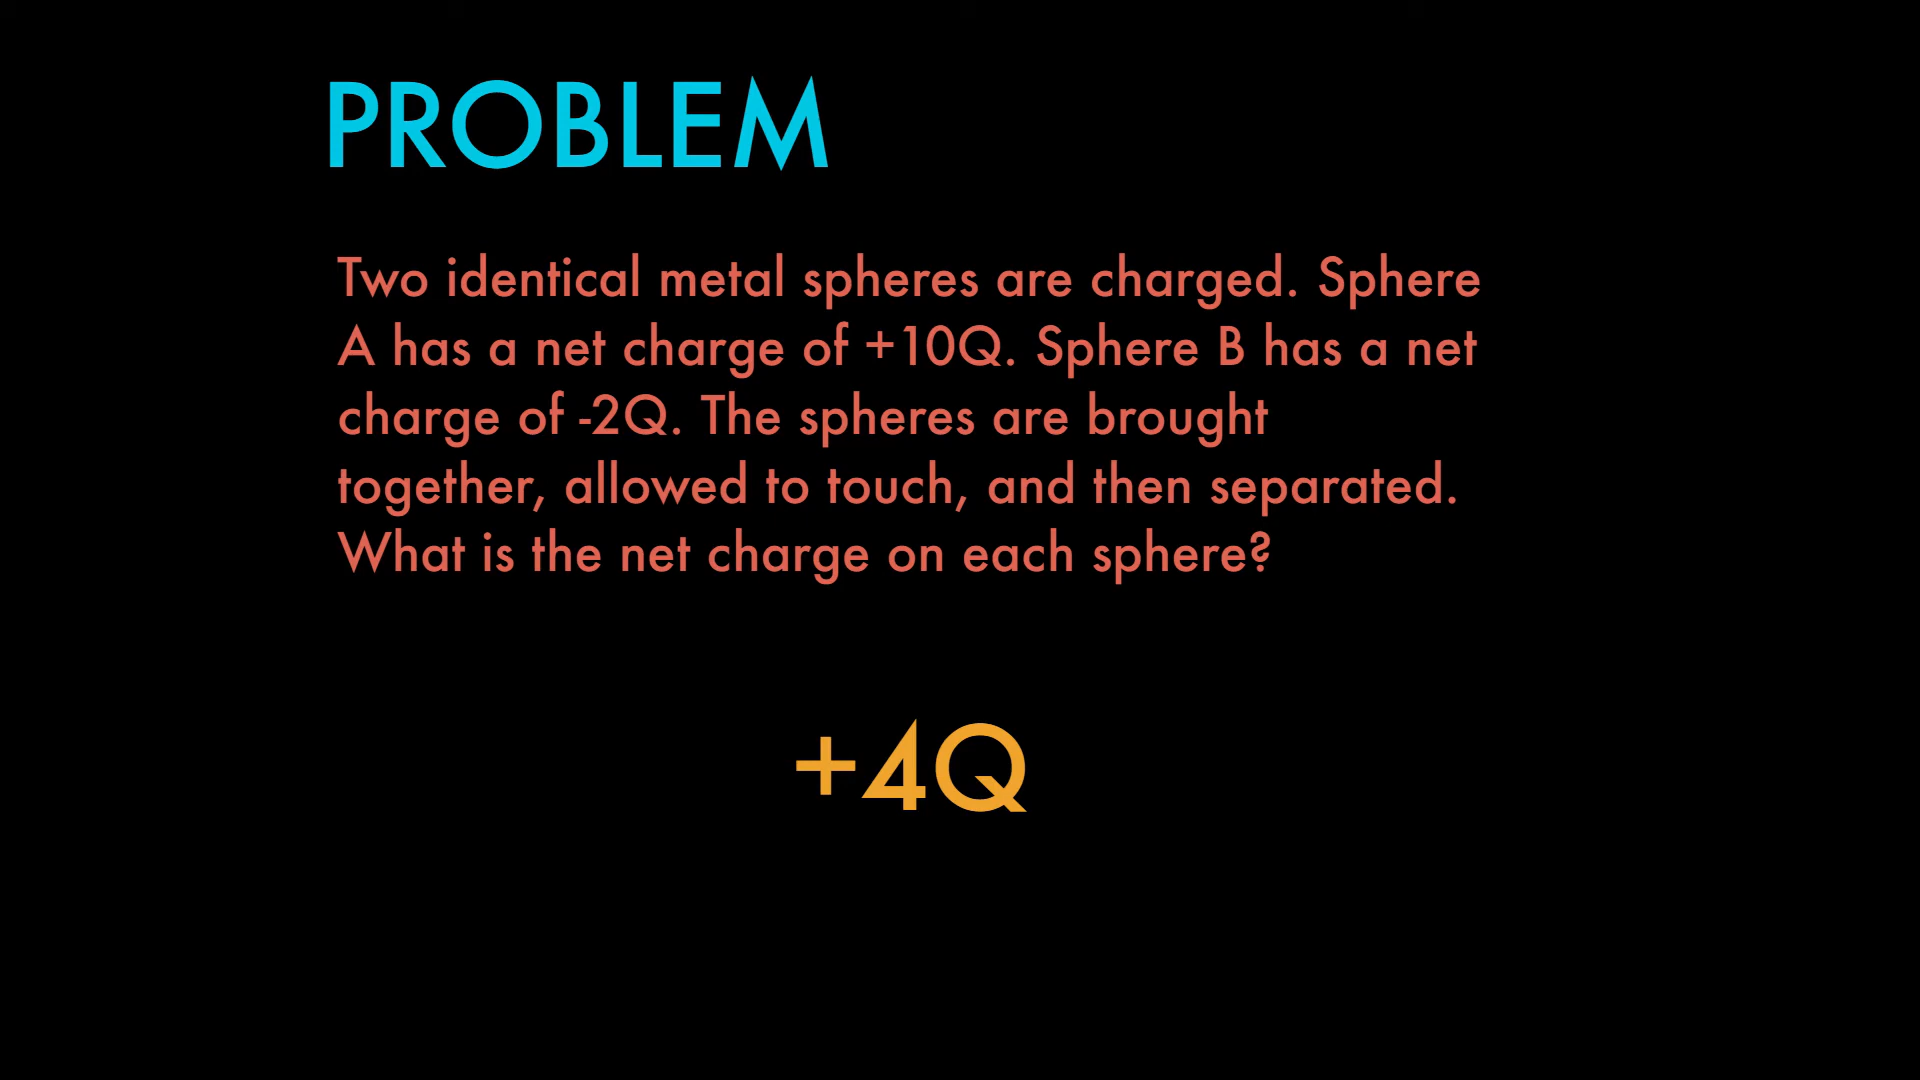 PROBLEM
Two identical metal spheres are charged. Sphere
A has a net charge of +10Q. Sphere B has a net
charge of -2Q. The spheres are brought
together, allowed to touch, and then separated.
What is the net charge on each sphere?
+4Q